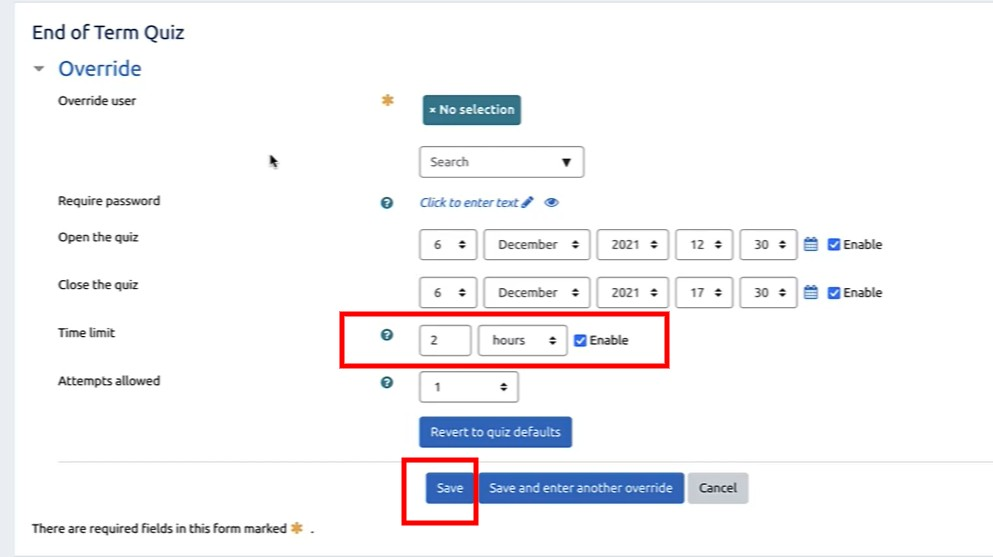 End of Term Quiz
Override
Override user
× No selection
Search
Require password
Click to enter text
Open the quiz 6 December 2021 12 30 Enable
Close the quiz 6 December 2021 17 30 Enable
Time limit ? 2 hours Enable
Attempts allowed ? 1
Revert to quiz defaults
Save Save and enter another override Cancel
There are required fields in this form marked * .